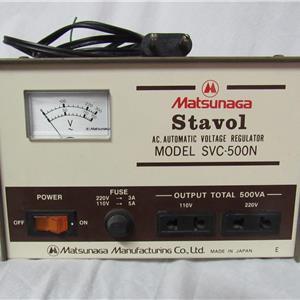 Matsunaga
Stavol
A.C. AUTOMATIC VOLTAGE REGULATOR
MODEL SVC-500N
V
POWER
OFF
ON
FUSE
220V → 3A
110V → 5A
OUTPUT TOTAL 500VA
110V
220V
Matsunaga Manufacturing Co., Ltd. MADE IN JAPAN E